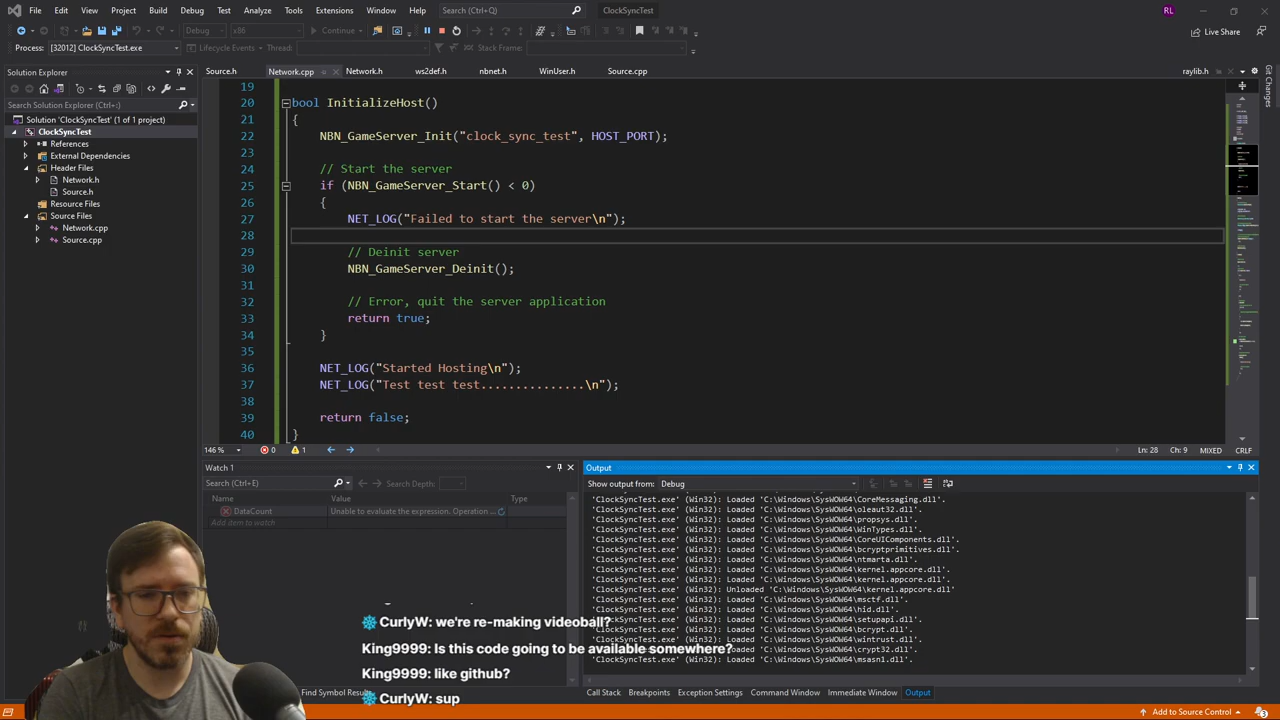 File Edit View Project Build Debug Test Analyze Tools Extensions Window Help Search (Ctrl+Q) ClockSyncTest RL
Debug x86 Continue Live Share
Process: [32012] ClockSyncTest.exe Lifecycle Events Thread: Stack Frame:
Solution Explorer
Search Solution Explorer (Ctrl+;)
Solution 'ClockSyncTest' (1 of 1 project)
ClockSyncTest
References
External Dependencies
Header Files
Network.h
Source.h
Resource Files
Source Files
Network.cpp
Source.cpp
Source.h Network.cpp Network.h ws2def.h nbnet.h WinUser.h Source.cpp raylib.h
Git Changes
19
20 bool InitializeHost()
21 {
22 NBN_GameServer_Init("clock_sync_test", HOST_PORT);
23
24 // Start the server
25 if (NBN_GameServer_Start() < 0)
26 {
27 NET_LOG("Failed to start the server\n");
28
29 // Deinit server
30 NBN_GameServer_Deinit();
31
32 // Error, quit the server application
33 return true;
34 }
35
36 NET_LOG("Started Hosting\n");
37 NET_LOG("Test test test...............\n");
38
39 return false;
40 }
146 % 0 1 Ln: 28 Ch: 9 MIXED CRLF
Watch 1
Search (Ctrl+E) Search Depth:
Name Value Type
DataCount Unable to evaluate the expression. Operation ...
Add item to watch
Output
Show output from: Debug
'ClockSyncTest.exe' (Win32): Loaded 'C:\Windows\SysWOW64\CoreMessaging.dll'.
'ClockSyncTest.exe' (Win32): Loaded 'C:\Windows\SysWOW64\oleaut32.dll'.
'ClockSyncTest.exe' (Win32): Loaded 'C:\Windows\SysWOW64\propsys.dll'.
'ClockSyncTest.exe' (Win32): Loaded 'C:\Windows\SysWOW64\WinTypes.dll'.
'ClockSyncTest.exe' (Win32): Loaded 'C:\Windows\SysWOW64\CoreUIComponents.dll'.
'ClockSyncTest.exe' (Win32): Loaded 'C:\Windows\SysWOW64\bcryptprimitives.dll'.
'ClockSyncTest.exe' (Win32): Loaded 'C:\Windows\SysWOW64\ntmarta.dll'.
'ClockSyncTest.exe' (Win32): Loaded 'C:\Windows\SysWOW64\kernel.appcore.dll'.
'ClockSyncTest.exe' (Win32): Loaded 'C:\Windows\SysWOW64\kernel.appcore.dll'.
'ClockSyncTest.exe' (Win32): Unloaded 'C:\Windows\SysWOW64\kernel.appcore.dll'
'ClockSyncTest.exe' (Win32): Loaded 'C:\Windows\SysWOW64\msctf.dll'.
'ClockSyncTest.exe' (Win32): Loaded 'C:\Windows\SysWOW64\hid.dll'.
'ClockSyncTest.exe' (Win32): Loaded 'C:\Windows\SysWOW64\setupapi.dll'.
'ClockSyncTest.exe' (Win32): Loaded 'C:\Windows\SysWOW64\bcrypt.dll'.
'ClockSyncTest.exe' (Win32): Loaded 'C:\Windows\SysWOW64\wintrust.dll'.
'ClockSyncTest.exe' (Win32): Loaded 'C:\Windows\SysWOW64\crypt32.dll'.
'ClockSyncTest.exe' (Win32): Loaded 'C:\Windows\SysWOW64\msasn1.dll'.
CurlyW: we're re-making videoball?
King9999: Is this code going to be available somewhere?
King9999: like github?
CurlyW: sup
Find Symbol Results Call Stack Breakpoints Exception Settings Command Window Immediate Window Output
Add to Source Control 3